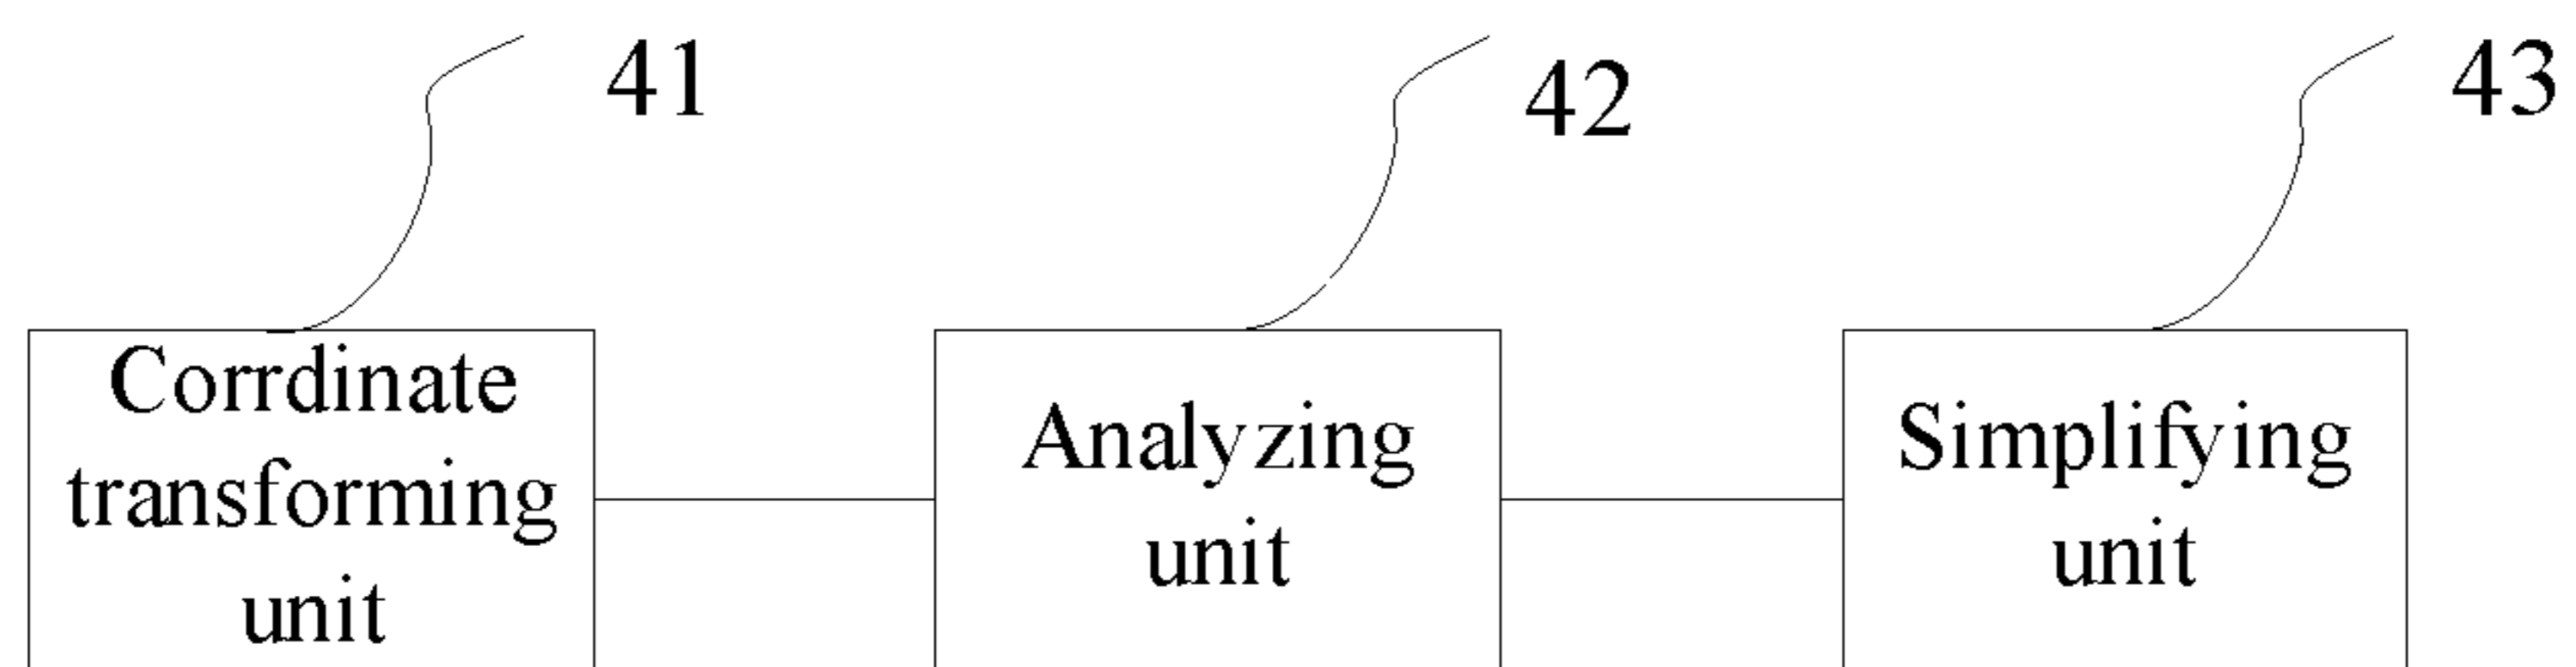 41
42
43
Corrdinate
transforming
unit
Analyzing
unit
Simplifying
unit